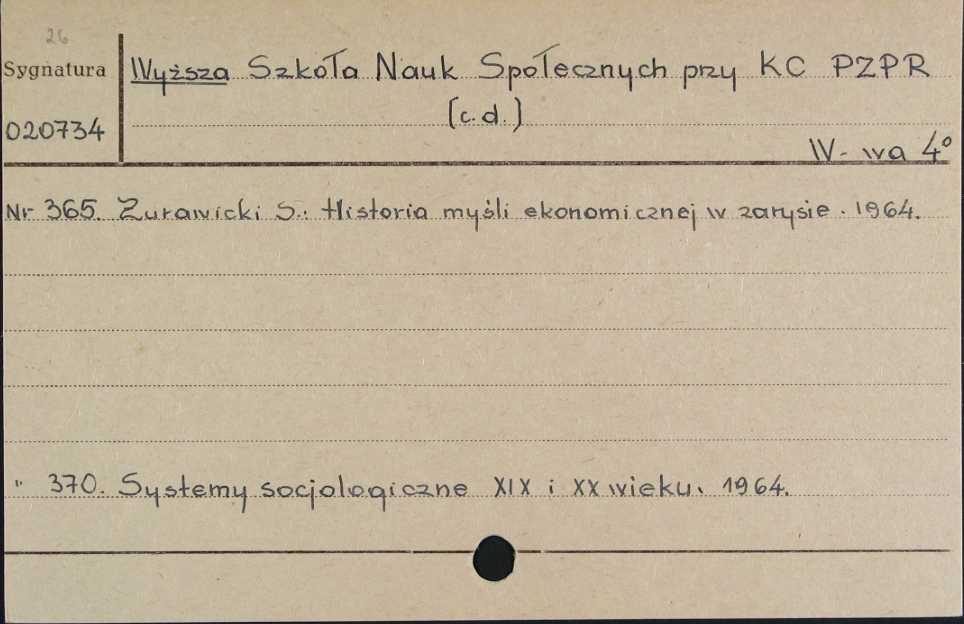 26
Sygnatura Wyższa Szkoła Nauk Społecznych przy KC PZPR
020734 (c.d.)
W-wa 4°
Nr 365. Żurawicki S.: Historia myśli ekonomicznej w zarysie. 1964.
" 370. Systemy socjologiczne XIX i XX wieku. 1964.